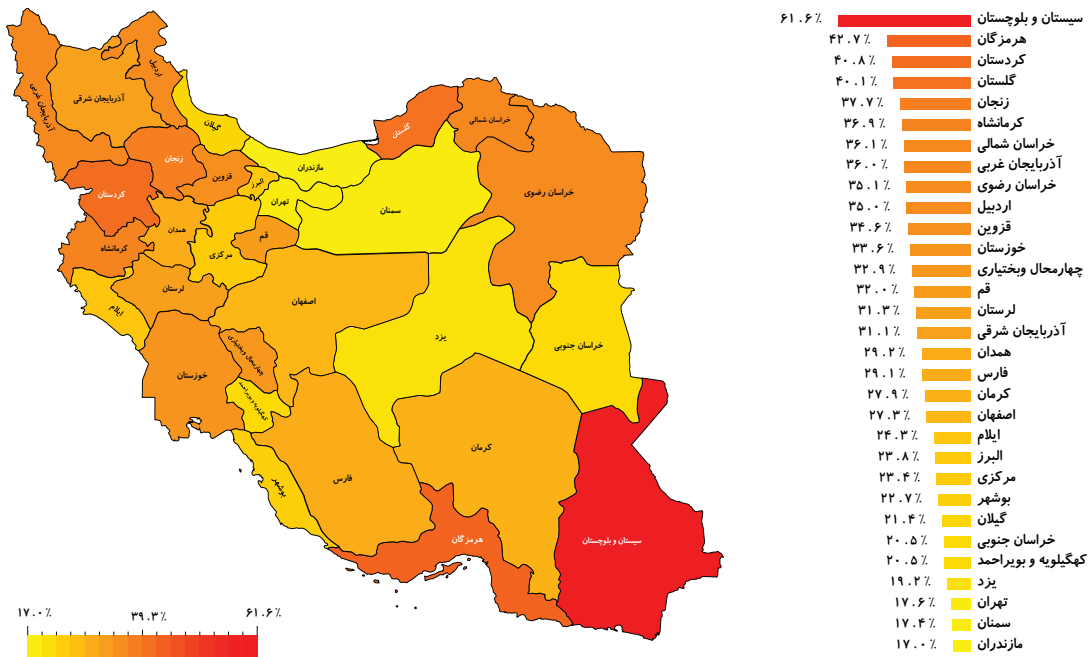 سیستان و بلوچستان ۶۱.۶٪
هرمزگان ۴۲.۷٪
کردستان ۴۰.۸٪
گلستان ۴۰.۱٪
زنجان ۳۷.۷٪
کرمانشاه ۳۶.۹٪
خراسان شمالی ۳۶.۱٪
آذربایجان غربی ۳۶.۰٪
خراسان رضوی ۳۵.۱٪
اردبیل ۳۵.۰٪
قزوین ۳۴.۶٪
خوزستان ۳۳.۶٪
چهارمحال وبختیاری ۳۲.۹٪
قم ۳۲.۰٪
لرستان ۳۱.۳٪
آذربایجان شرقی ۳۱.۱٪
همدان ۲۹.۲٪
فارس ۲۹.۱٪
کرمان ۲۷.۹٪
اصفهان ۲۷.۳٪
ایلام ۲۴.۳٪
البرز ۲۳.۸٪
مرکزی ۲۳.۴٪
بوشهر ۲۲.۷٪
گیلان ۲۱.۴٪
خراسان جنوبی ۲۰.۵٪
کهگیلویه و بویراحمد ۲۰.۵٪
یزد ۱۹.۲٪
تهران ۱۷.۶٪
سمنان ۱۷.۴٪
مازندران ۱۷.۰٪
اردبیل
آذربایجان شرقی
آذربایجان غربی
گیلان
خراسان شمالی
گلستان
زنجان
مازندران
قزوین
البرز
خراسان رضوی
کردستان
تهران
سمنان
همدان
قم
کرمانشاه
مرکزی
لرستان
اصفهان
ایلام
یزد
خراسان جنوبی
چهارمحال وبختیاری
خوزستان
کهگیلویه و بویراحمد
کرمان
فارس
بوشهر
هرمزگان
سیستان و بلوچستان
۱۷.۰٪
۳۹.۳٪
۶۱.۶٪